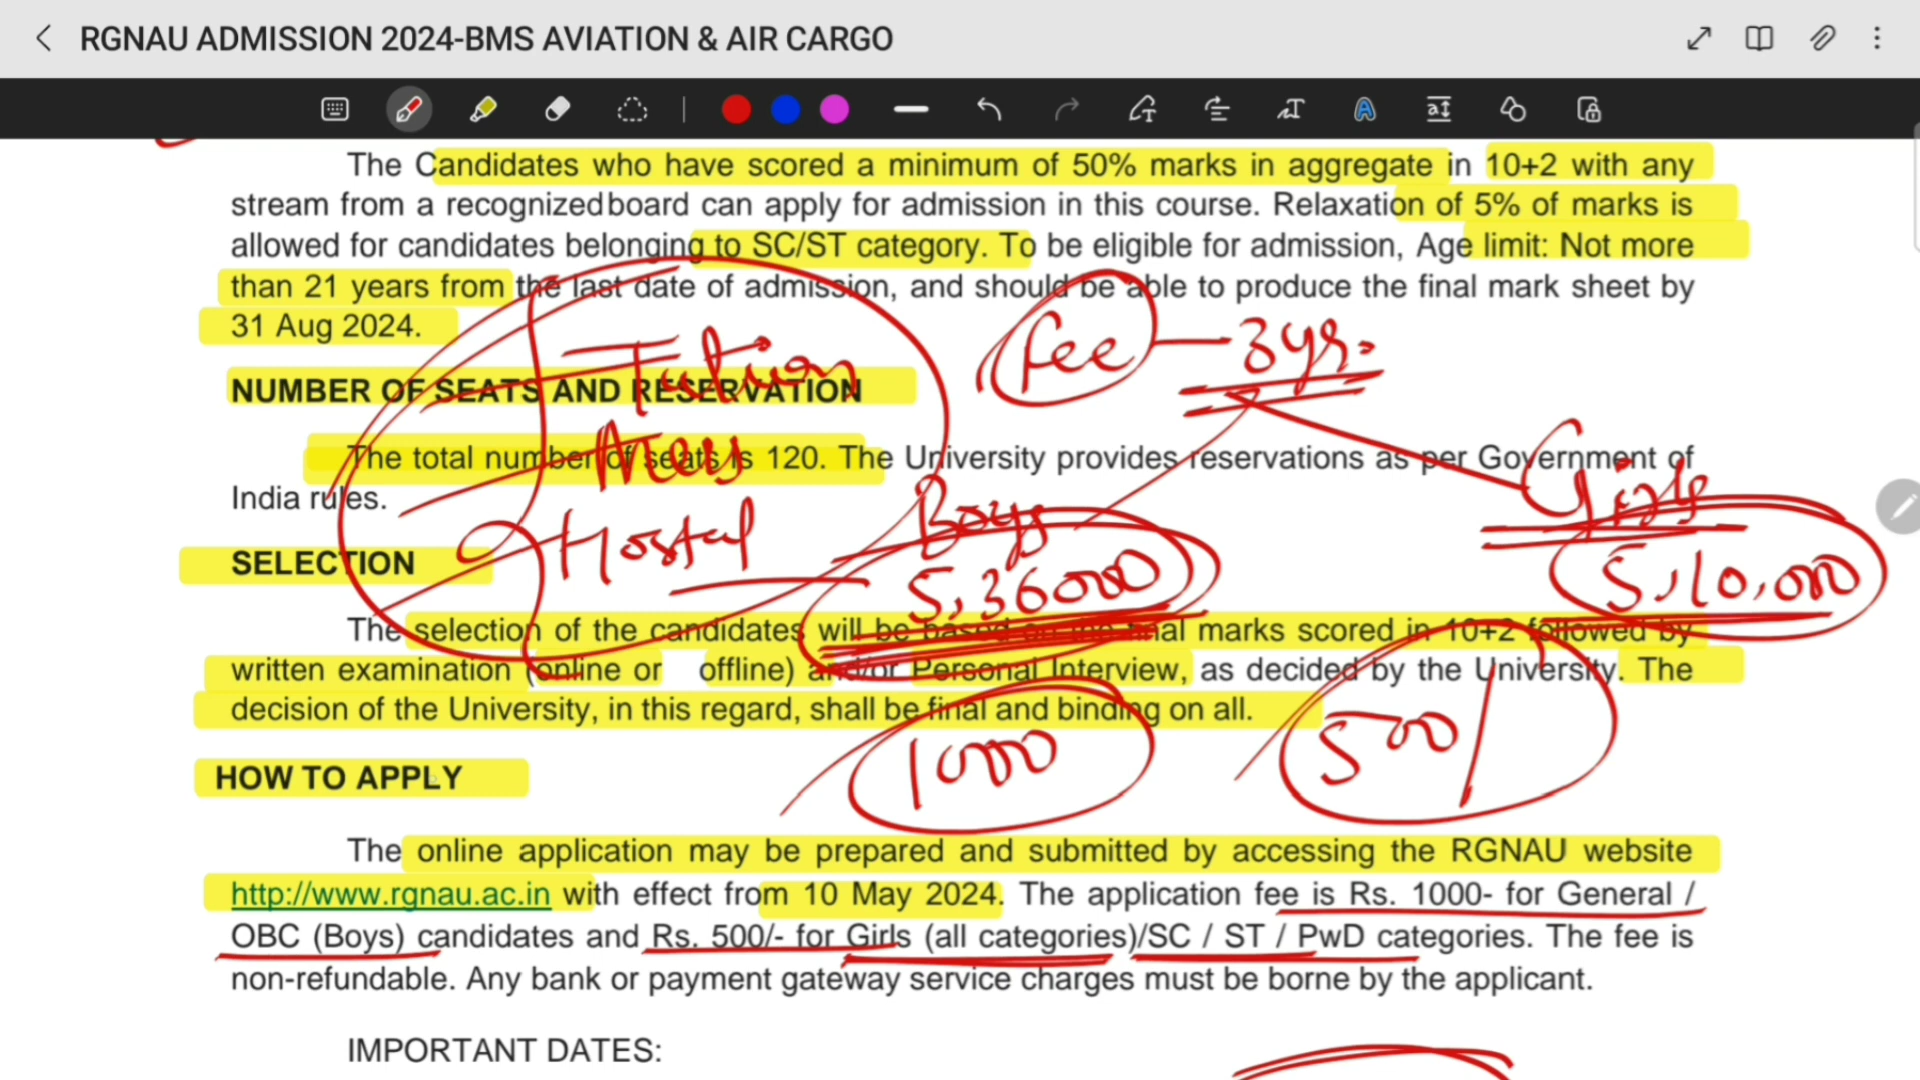 RGNAU ADMISSION 2024-BMS AVIATION & AIR CARGO
The Candidates who have scored a minimum of 50% marks in aggregate in 10+2 with any
stream from a recognized board can apply for admission in this course. Relaxation of 5% of marks is
allowed for candidates belonging to SC/ST category. To be eligible for admission, Age limit: Not more
than 21 years from the last date of admission, and should be able to produce the final mark sheet by
31 Aug 2024.
Fee - 3yr.
Tution
NUMBER OF SEATS AND RESERVATION
Mess
Girls
The total number of seats is 120. The University provides reservations as per Government of
India rules.
Boys
Hostel
5,36000
5,10,000
SELECTION
The selection of the candidates will be based on the final marks scored in 10+2 followed by
written examination (online or offline) and/or Personal Interview, as decided by the University. The
decision of the University, in this regard, shall be final and binding on all.
1000
500/
HOW TO APPLY
The online application may be prepared and submitted by accessing the RGNAU website
http://www.rgnau.ac.in with effect from 10 May 2024. The application fee is Rs. 1000- for General /
OBC (Boys) candidates and Rs. 500/- for Girls (all categories)/SC / ST / PwD categories. The fee is
non-refundable. Any bank or payment gateway service charges must be borne by the applicant.
IMPORTANT DATES: